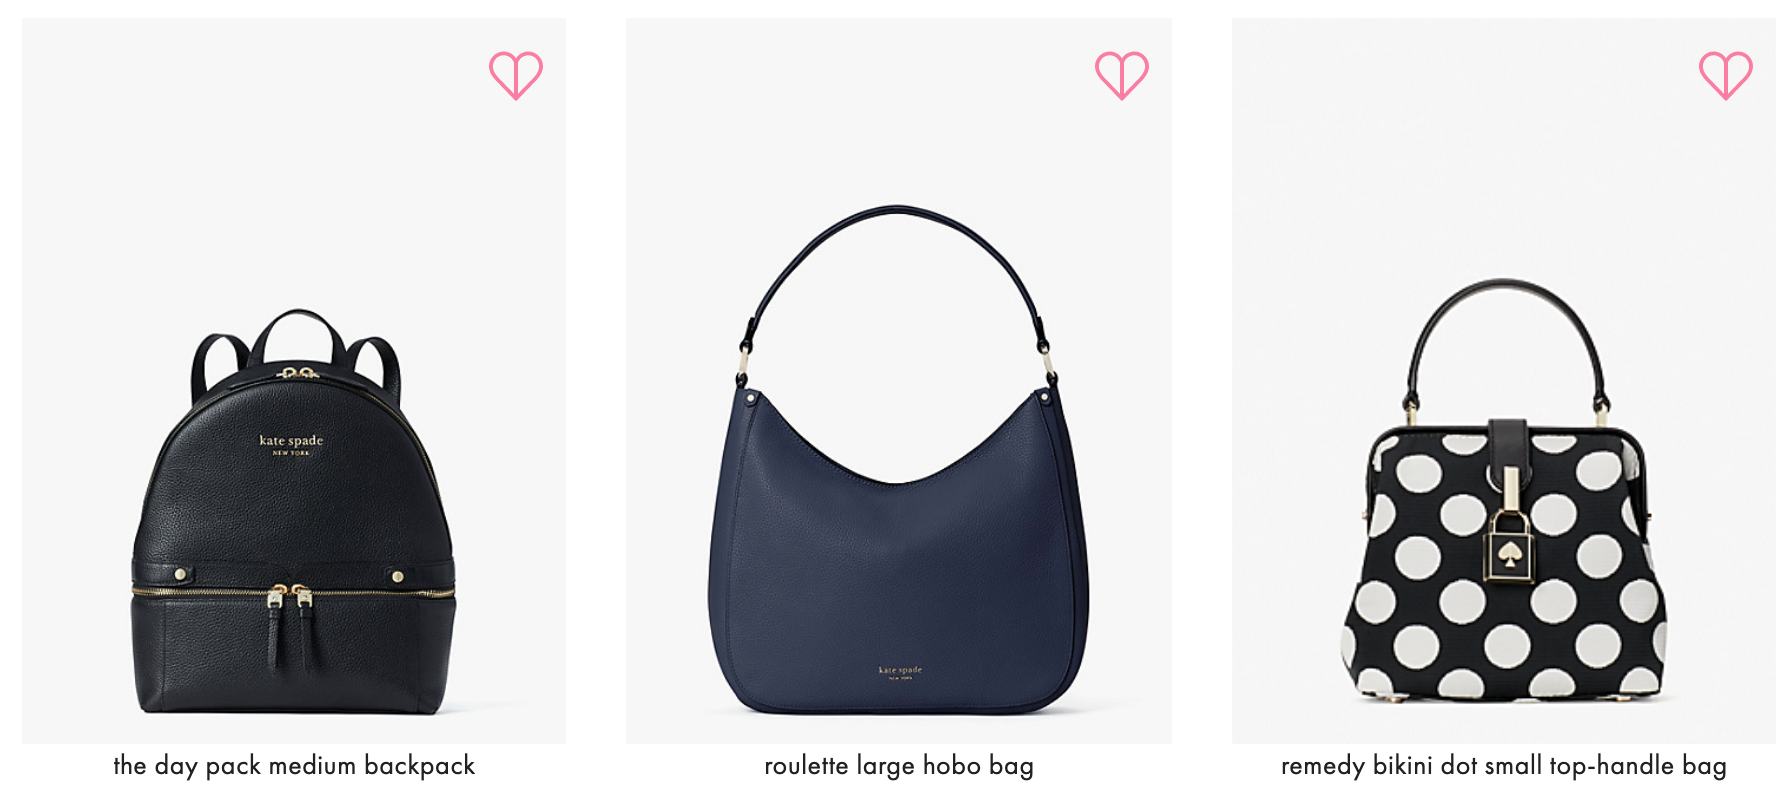 kate spade
NEW YORK
kate spade
NEW YORK
the day pack medium backpack
roulette large hobo bag
remedy bikini dot small top-handle bag